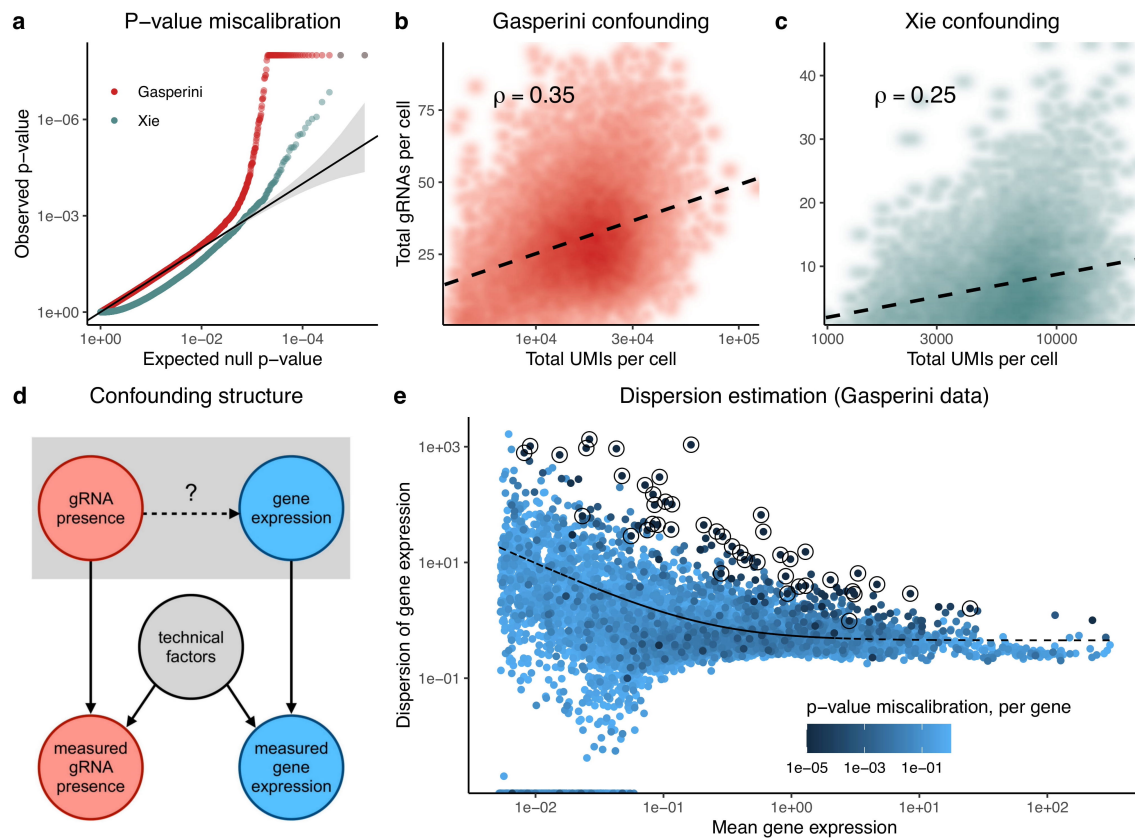 a
P−value miscalibration
Gasperini
Xie
Observed p−value
1e−06
1e−03
1e+00
1e+00
1e−02
1e−04
Expected null p−value
b
Gasperini confounding
ρ = 0.35
Total gRNAs per cell
75
50
25
1e+04
3e+04
1e+05
Total UMIs per cell
c
Xie confounding
ρ = 0.25
40
30
20
10
1000
3000
10000
Total UMIs per cell
d
Confounding structure
gRNA
presence
?
gene
expression
technical
factors
measured
gRNA
presence
measured
gene
expression
e
Dispersion estimation (Gasperini data)
Dispersion of gene expression
1e+03
1e+01
1e−01
p−value miscalibration, per gene
1e−05
1e−03
1e−01
1e−02
1e−01
1e+00
1e+01
1e+02
Mean gene expression